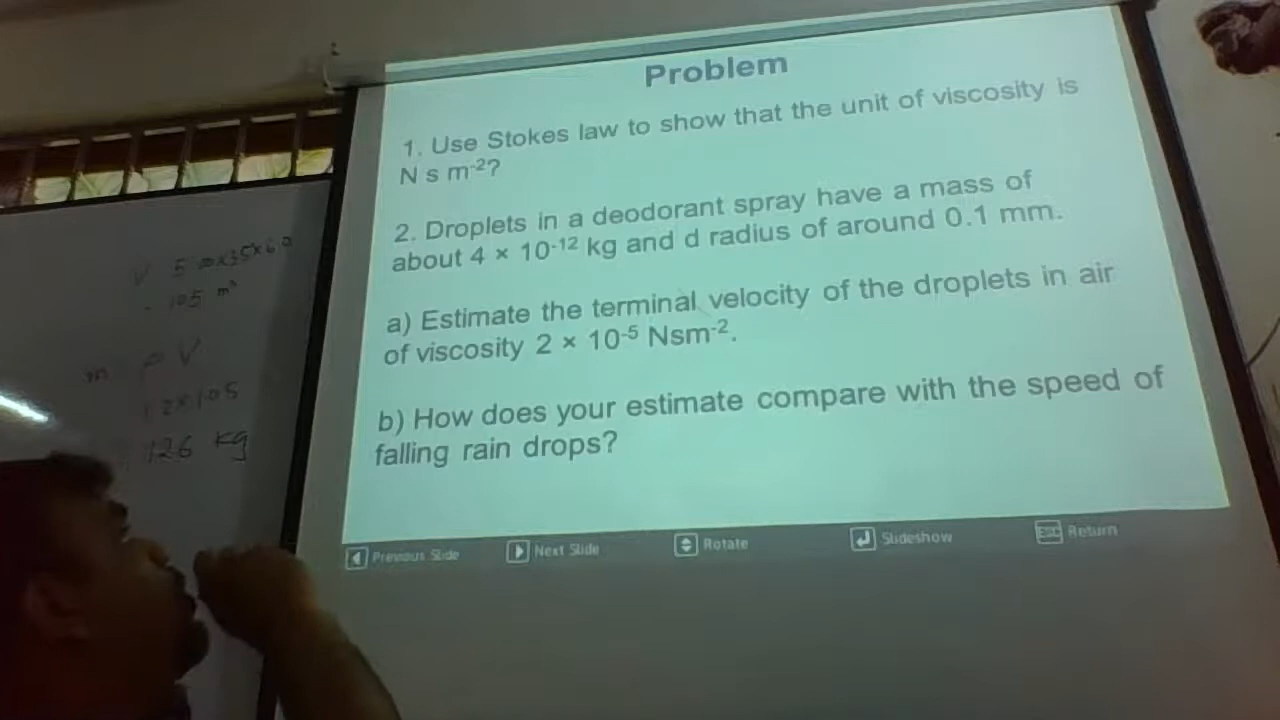 Problem
1. Use Stokes law to show that the unit of viscosity is
N s m-2?
2. Droplets in a deodorant spray have a mass of
about 4 × 10-12 kg and d radius of around 0.1 mm.
a) Estimate the terminal velocity of the droplets in air
of viscosity 2 × 10-5 Nsm-2.
b) How does your estimate compare with the speed of
falling rain drops?
Previous Slide
Next Slide
Rotate
Slideshow
ESC Return
V
105 m³
m
V
126 kg